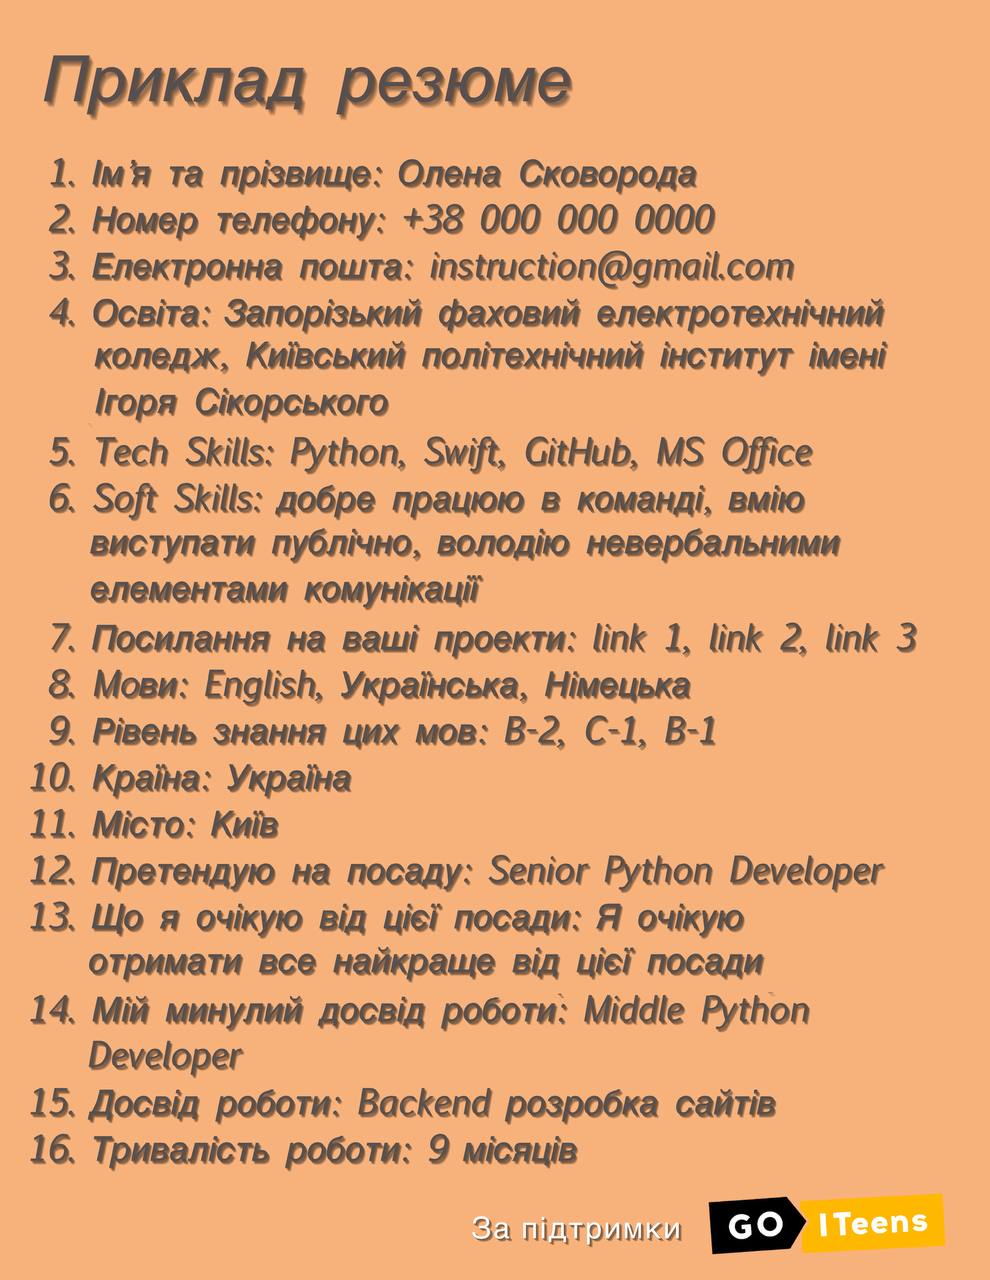 Приклад резюме
1. Ім'я та прізвище: Олена Сковорода
2. Номер телефону: +38 000 000 0000
3. Електронна пошта: instruction@gmail.com
4. Освіта: Запорізький фаховий електротехнічний
коледж, Київський політехнічний інститут імені
Ігоря Сікорського
5. Tech Skills: Python, Swift, GitHub, MS Office
6. Soft Skills: добре працюю в команді, вмію
виступати публічно, володію невербальними
елементами комунікації
7. Посилання на ваші проекти: link 1, link 2, link 3
8. Мови: English, Українська, Німецька
9. Рівень знання цих мов: B-2, C-1, B-1
10. Країна: Україна
11. Місто: Київ
12. Претендую на посаду: Senior Python Developer
13. Що я очікую від цієї посади: Я очікую
отримати все найкраще від цієї посади
14. Мій минулий досвід роботи: Middle Python
Developer
15. Досвід роботи: Backend розробка сайтів
16. Тривалість роботи: 9 місяців
За підтримки GO ITeens